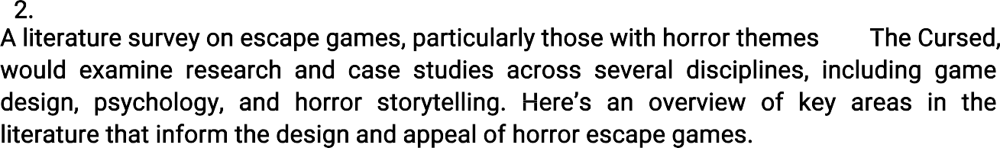 2.
A literature survey on escape games, particularly those with horror themes The Cursed,
would examine research and case studies across several disciplines, including game
design, psychology, and horror storytelling. Here’s an overview of key areas in the
literature that inform the design and appeal of horror escape games.